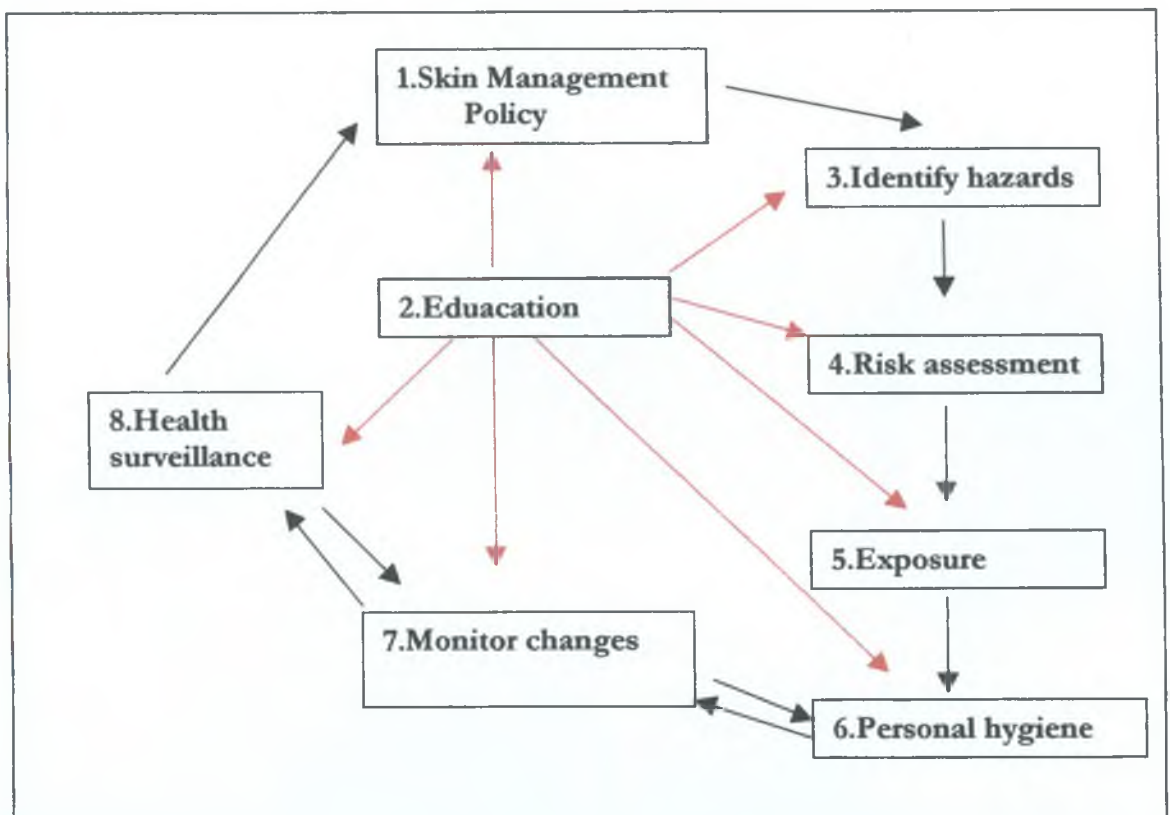 1.Skin Management
Policy
2.Eduacation
3.Identify hazards
4.Risk assessment
5.Exposure
6.Personal hygiene
7.Monitor changes
8.Health
surveillance